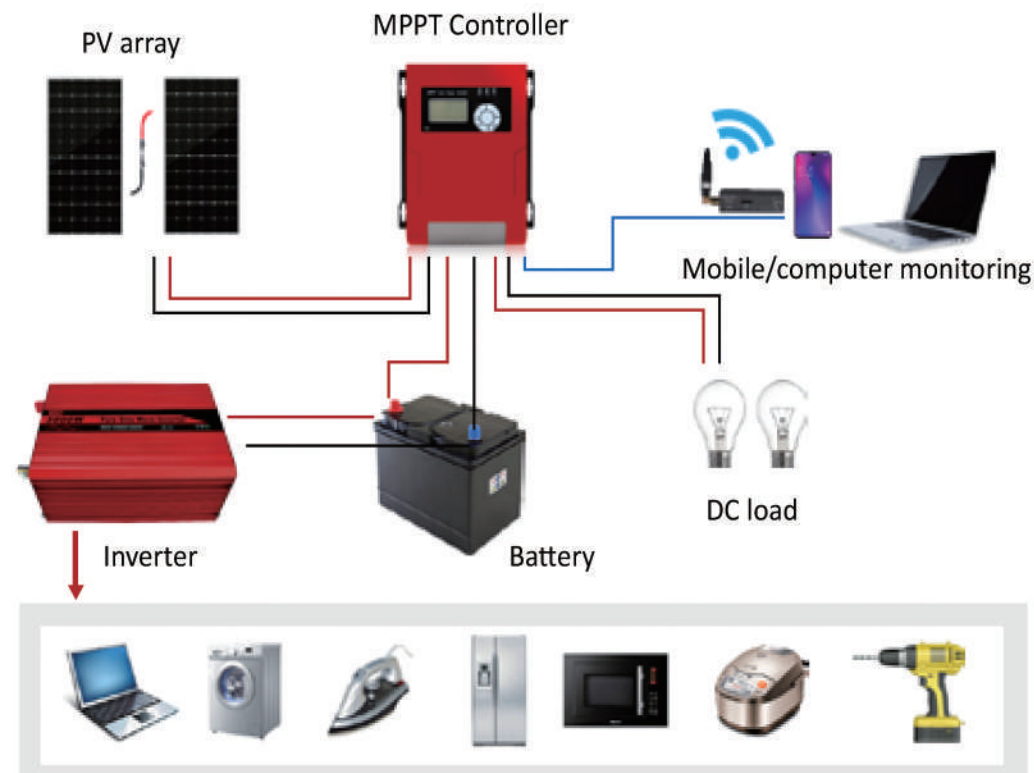 MPPT Controller
PV array
Mobile/computer monitoring
DC load
Inverter
Battery